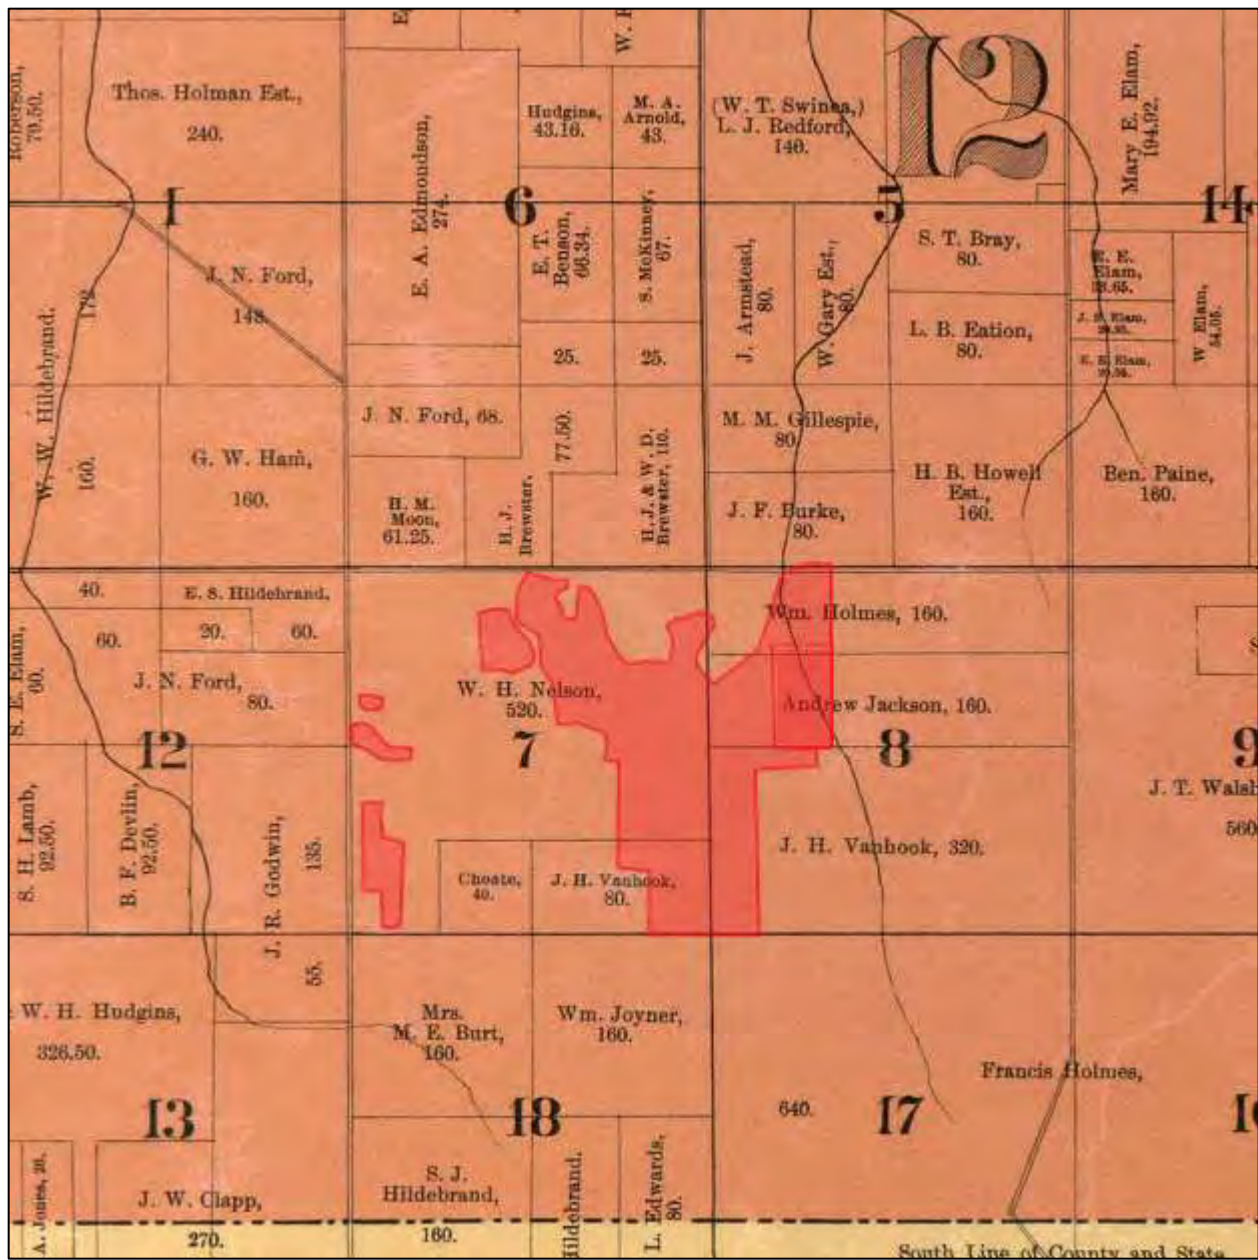 Roberson,
79.50.
Thos. Holman Est.,
240.
1
J. N. Ford,
148.
W. W. Hildebrand.
172
160.
G. W. Ham,
160.
E. A. Edmondson,
274.
6
Hudgins,
43.16.
M. A.
Arnold,
43.
E. T.
Benson,
66.34.
S. McKinney,
67.
25.
25.
J. N. Ford, 68.
77.50.
H. M.
Moon,
61.25.
H. J.
Brewster.
H. J. & W. D.
Brewster, 110.
(W. T. Swinea,)
L. J. Redford,
140.
12
5
J. Armstead,
80.
W. Gary Est.,
80.
S. T. Bray,
80.
L. B. Eation,
80.
M. M. Gillespie,
80.
J. F. Burke,
80.
H. B. Howell
Est.,
160.
Mary E. Elam,
194.92.
14
E. E.
Elam,
Elam,
E. E. Elam,
W Elam,
54.05.
Ben. Paine,
160.
40.
E. S. Hildebrand,
60.
20.
60.
S. E. Elam,
60.
J. N. Ford,
80.
12
S. H. Lamb,
92.50.
B. F. Devlin,
92.50.
J. R. Godwin,
135.
55.
W. H. Nelson,
520.
7
Choate,
40.
J. H. Vanhook,
80.
Wm. Holmes, 160.
Andrew Jackson, 160.
8
J. H. Vanhook, 320.
9
J. T. Walsh
560
W. H. Hudgins,
326.50.
13
A. Jones, 26.
J. W. Clapp,
270.
Mrs.
M. E. Burt,
160.
Wm. Joyner,
160.
18
S. J.
Hildebrand,
160.
Hildebrand.
L. Edwards,
80.
640.
17
Francis Holmes,
16
South Line of County and State